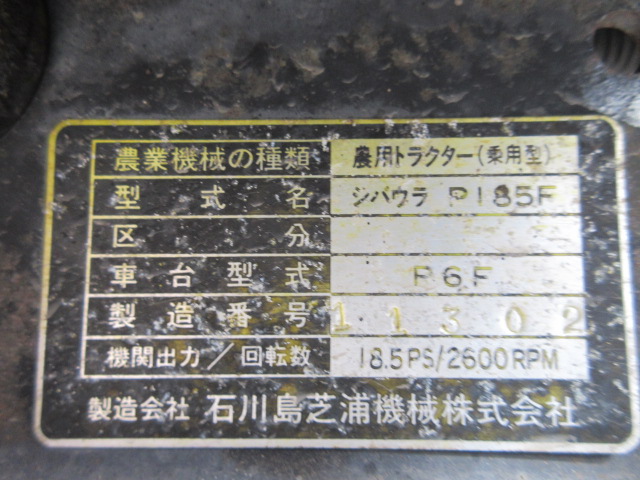 農業機械の種類 農用トラクター(乗用型)
型式名 シバウラ P185F
区分
車台型式 P6F
製造番号 11302
機関出力/回転数 18.5PS/2600RPM
製造会社 石川島芝浦機械株式会社